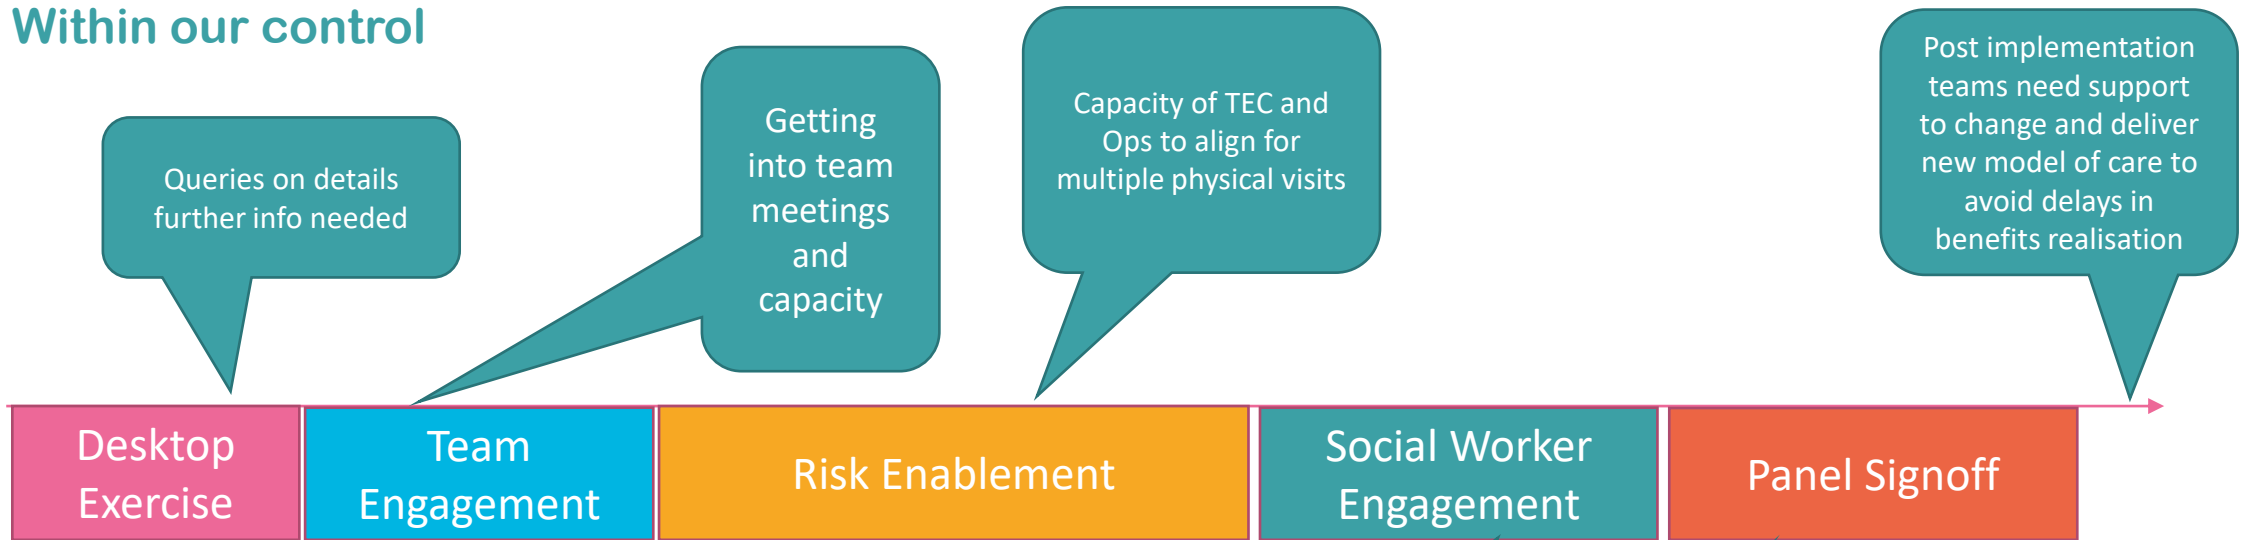 Within our control
Queries on details
further info needed
Getting
into team
meetings
and
capacity
Capacity of TEC and
Ops to align for
multiple physical visits
Post implementation
teams need support
to change and deliver
new model of care to
avoid delays in
benefits realisation
Desktop
Exercise
Team
Engagement
Risk Enablement
Social Worker
Engagement
Panel Signoff